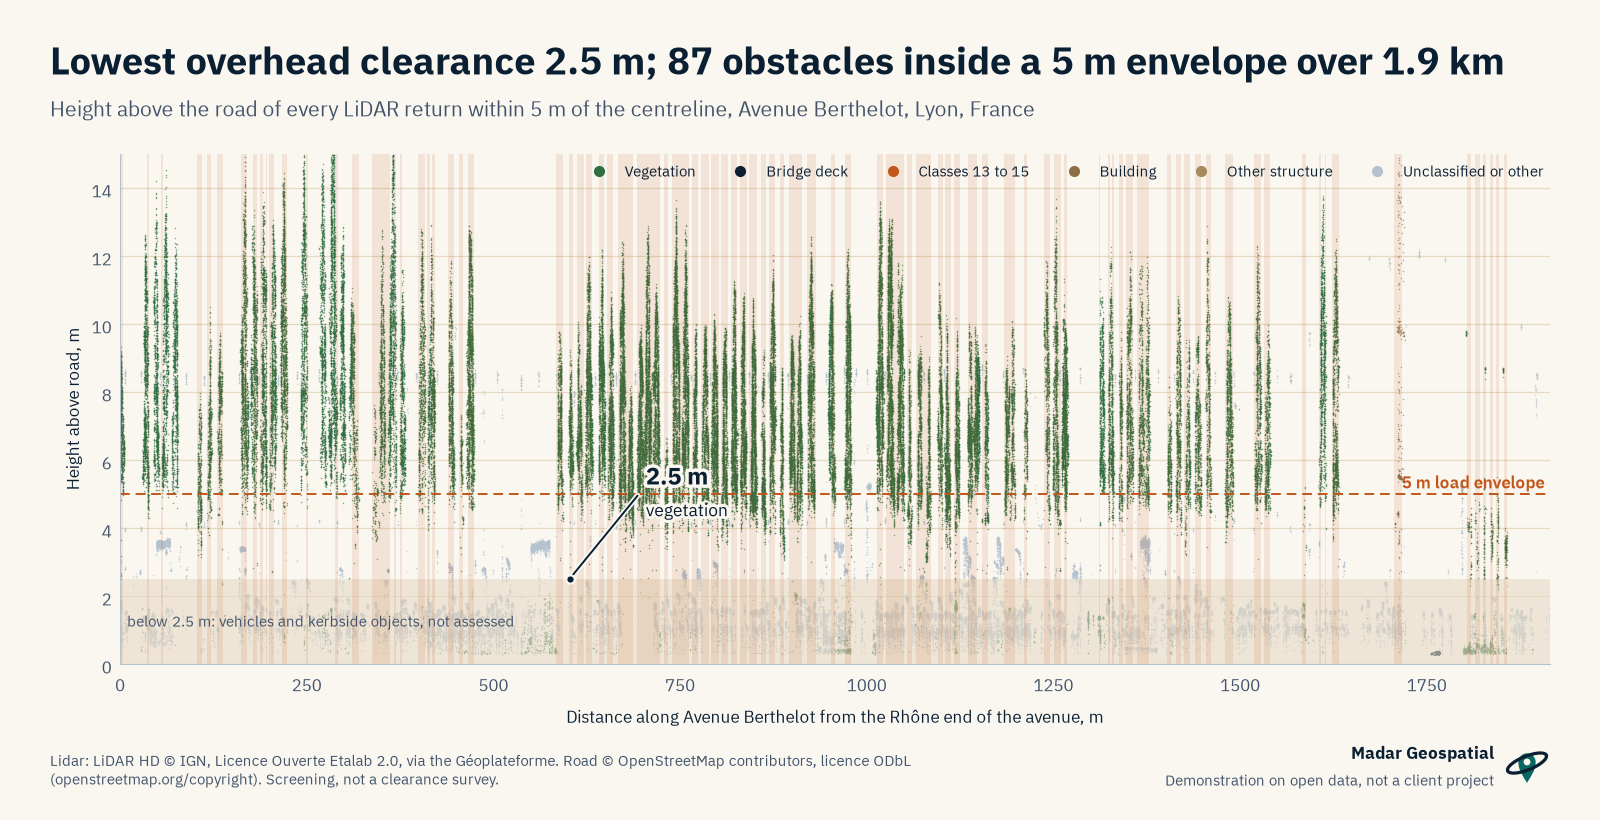 Lowest overhead clearance 2.5 m; 87 obstacles inside a 5 m envelope over 1.9 km
Height above the road of every LiDAR return within 5 m of the centreline, Avenue Berthelot, Lyon, France
Vegetation
Bridge deck
Classes 13 to 15
Building
Other structure
Unclassified or other
Height above road, m
14
12
10
8
6
4
2
0
5 m load envelope
2.5 m
vegetation
below 2.5 m: vehicles and kerbside objects, not assessed
0
250
500
750
1000
1250
1500
1750
Distance along Avenue Berthelot from the Rhône end of the avenue, m
Lidar: LiDAR HD © IGN, Licence Ouverte Etalab 2.0, via the Géoplateforme. Road © OpenStreetMap contributors, licence ODbL
(openstreetmap.org/copyright). Screening, not a clearance survey.
Madar Geospatial
Demonstration on open data, not a client project